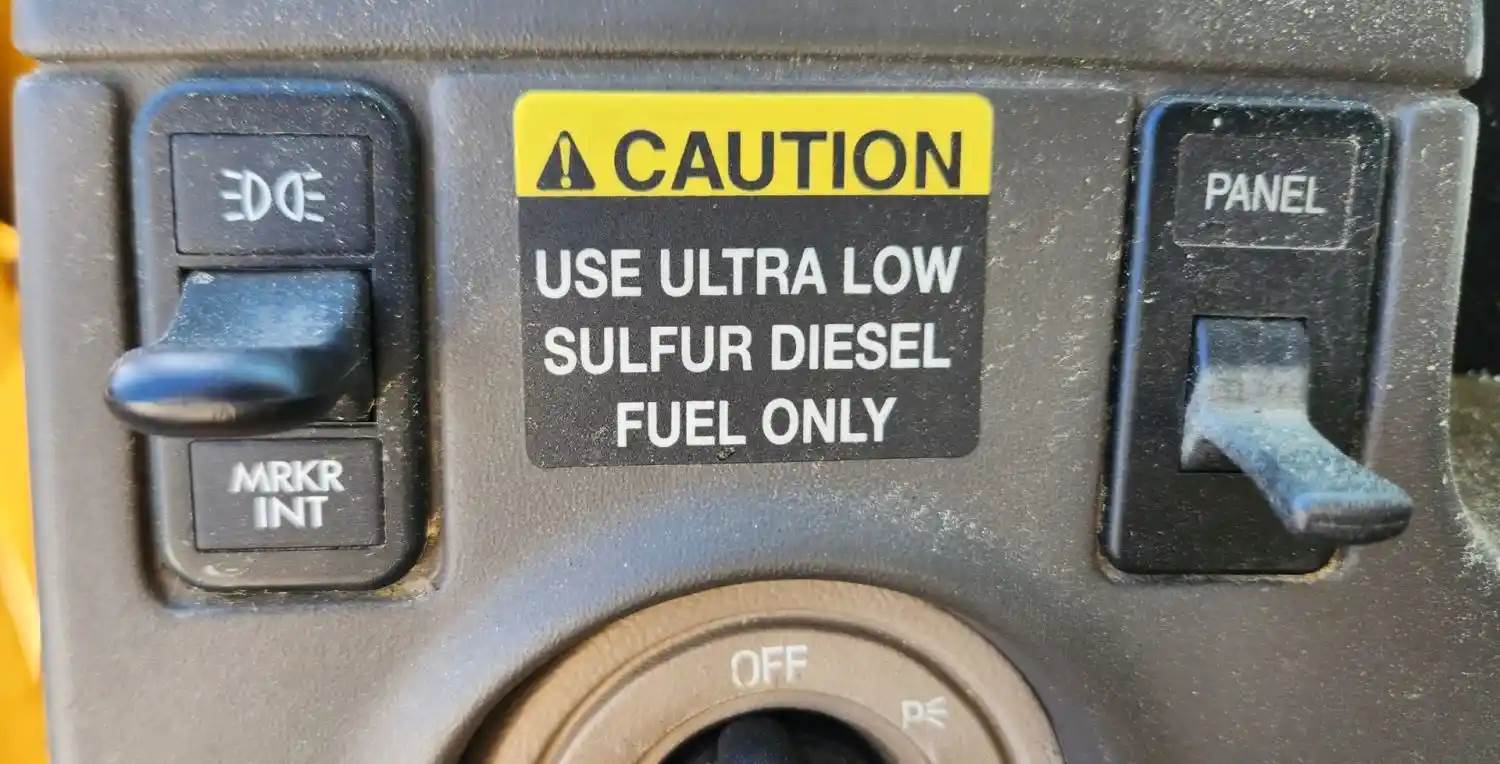 CAUTION
USE ULTRA LOW
SULFUR DIESEL
FUEL ONLY
MRKR
INT
PANEL
OFF
P